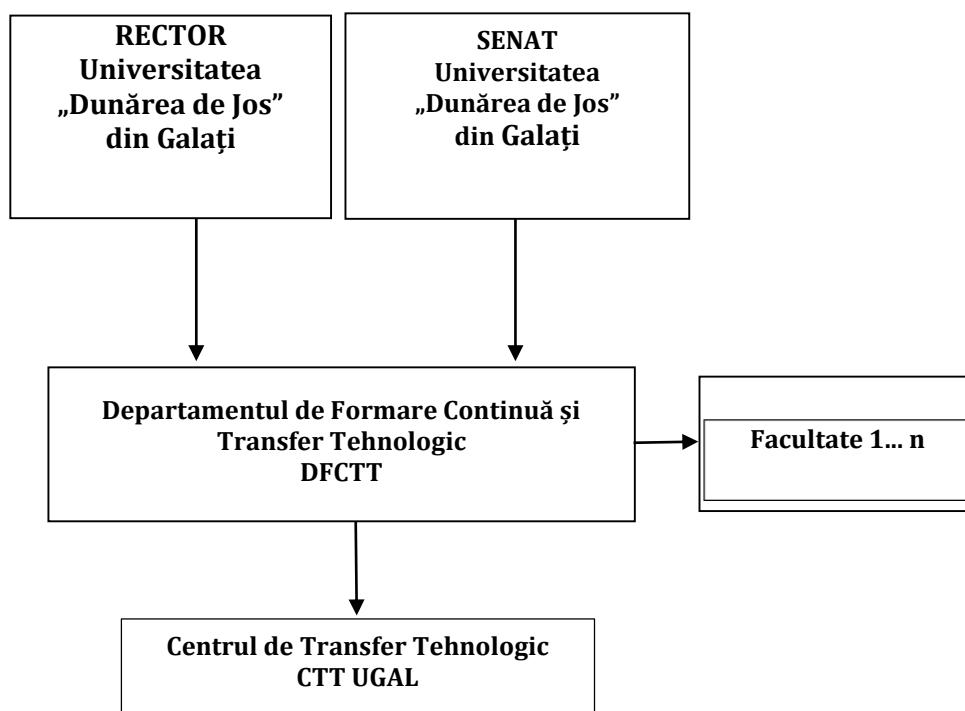 RECTOR
Universitatea
„Dunărea de Jos”
din Galați
SENAT
Universitatea
„Dunărea de Jos”
din Galați
Departamentul de Formare Continuă și
Transfer Tehnologic
DFCTT
Facultate 1... n
Centrul de Transfer Tehnologic
CTT UGAL